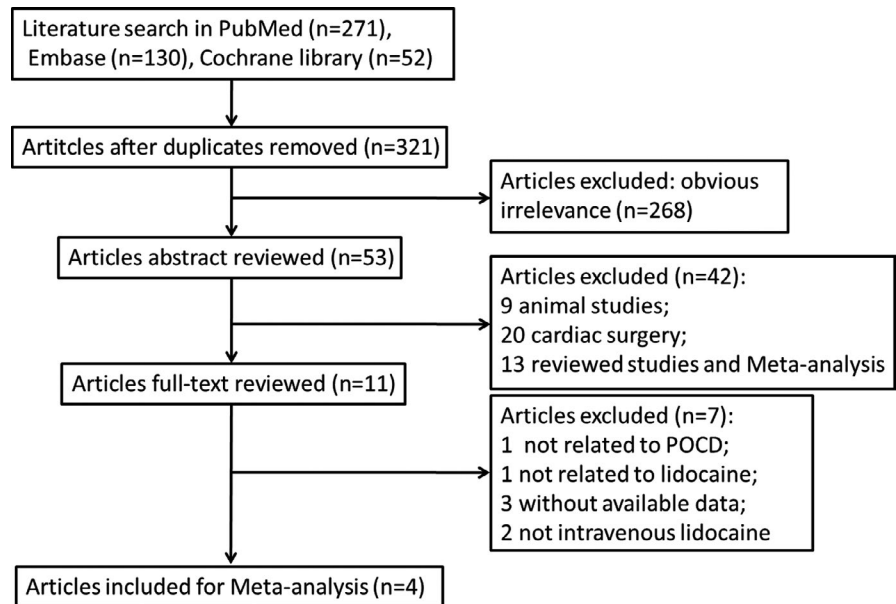 Literature search in PubMed (n=271),
Embase (n=130), Cochrane library (n=52)
Artitcles after duplicates removed (n=321)
Articles excluded: obvious
irrelevance (n=268)
Articles abstract reviewed (n=53)
Articles excluded (n=42):
9 animal studies;
20 cardiac surgery;
13 reviewed studies and Meta-analysis
Articles full-text reviewed (n=11)
Articles excluded (n=7):
1 not related to POCD;
1 not related to lidocaine;
3 without available data;
2 not intravenous lidocaine
Articles included for Meta-analysis (n=4)